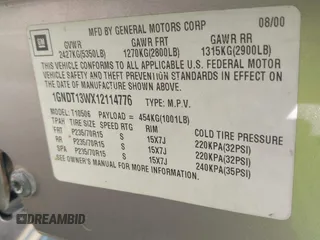 GM
MFD BY GENERAL MOTORS CORP 08/00
GVWR GAWR FRT GAWR RR
2427KG(5350LB) 1270KG(2800LB) 1315KG(2900LB)
THIS VEHICLE CONFORMS TO ALL APPLICABLE U.S. FEDERAL MOTOR
VEHICLE SAFETY AND THEFT PREVENTION STANDARDS IN EFFECT ON
THE DATE OF MANUFACTURE SHOWN ABOVE.
1GNDT13WX12114776 TYPE: M.P.V.
MODEL: T10506 PAYLOAD = 454KG(1001LB)
TPAH TIRE SIZE SPEED RTG RIM COLD TIRE PRESSURE
FRT P235/70R15 S 15X7J 220KPA(32PSI)
RR P235/70R15 S 15X7J 220KPA(32PSI)
SPA P235/70R15 S 15X7J 240KPA(35PSI)
SEE OWNER'S MANUAL FOR ADDITIONAL INFORMATION.
DREAMBID